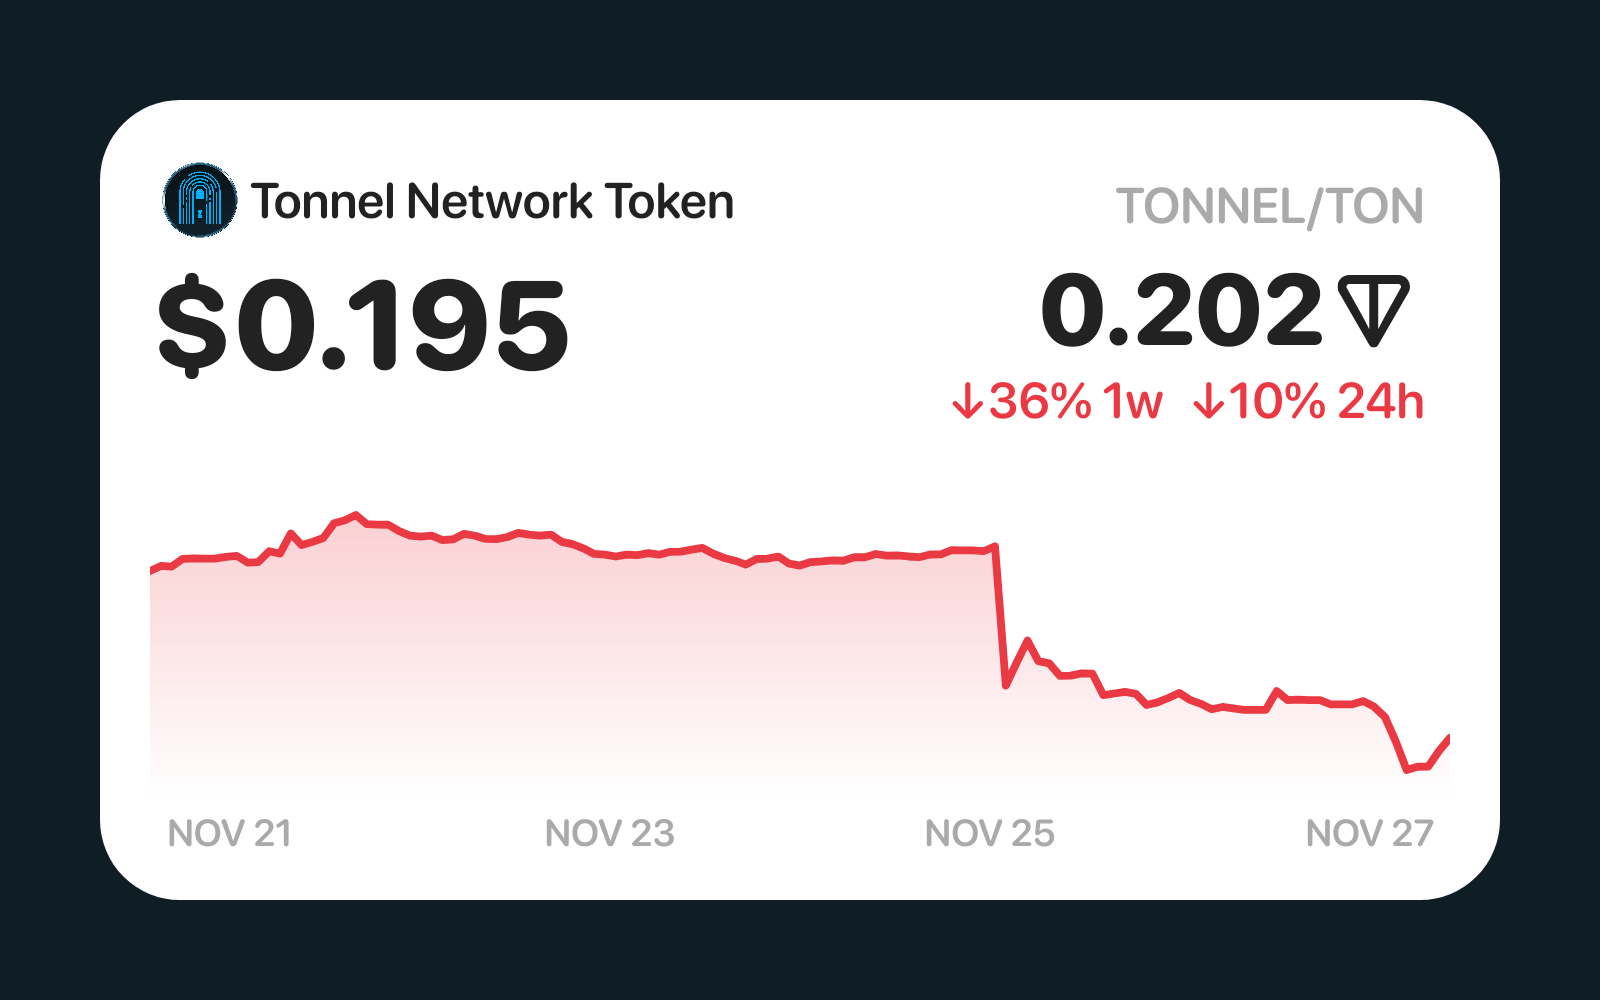 Tonnel Network Token
TONNEL/TON
$0.195
0.202
↓36% 1w ↓10% 24h
NOV 21
NOV 23
NOV 25
NOV 27